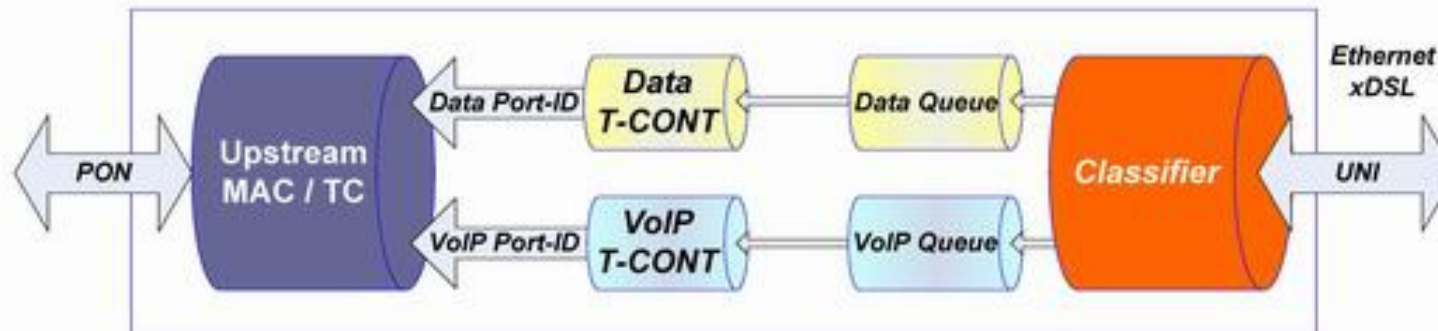 PON
Upstream
MAC / TC
Data Port-ID
VoIP Port-ID
Data
T-CONT
VoIP
T-CONT
Data Queue
VoIP Queue
Classifier
Ethernet
xDSL
UNI